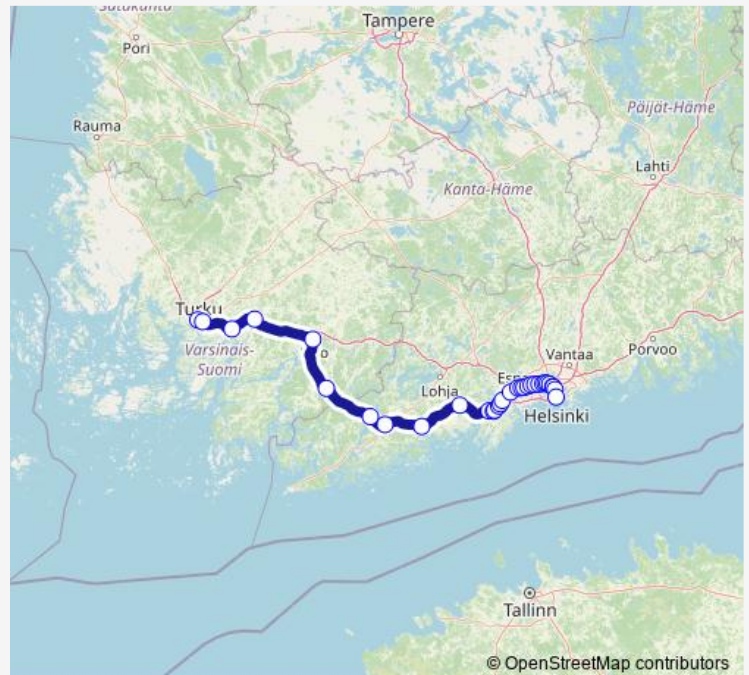 Satakunta
Tampere
Pori
Päijät-Häme
Rauma
Lahti
Kanta-Häme
Turku
Varsinais-
Suomi
Vantaa
Porvoo
Lohja
Espo
Helsinki
Tallinn
© OpenStreetMap contributors